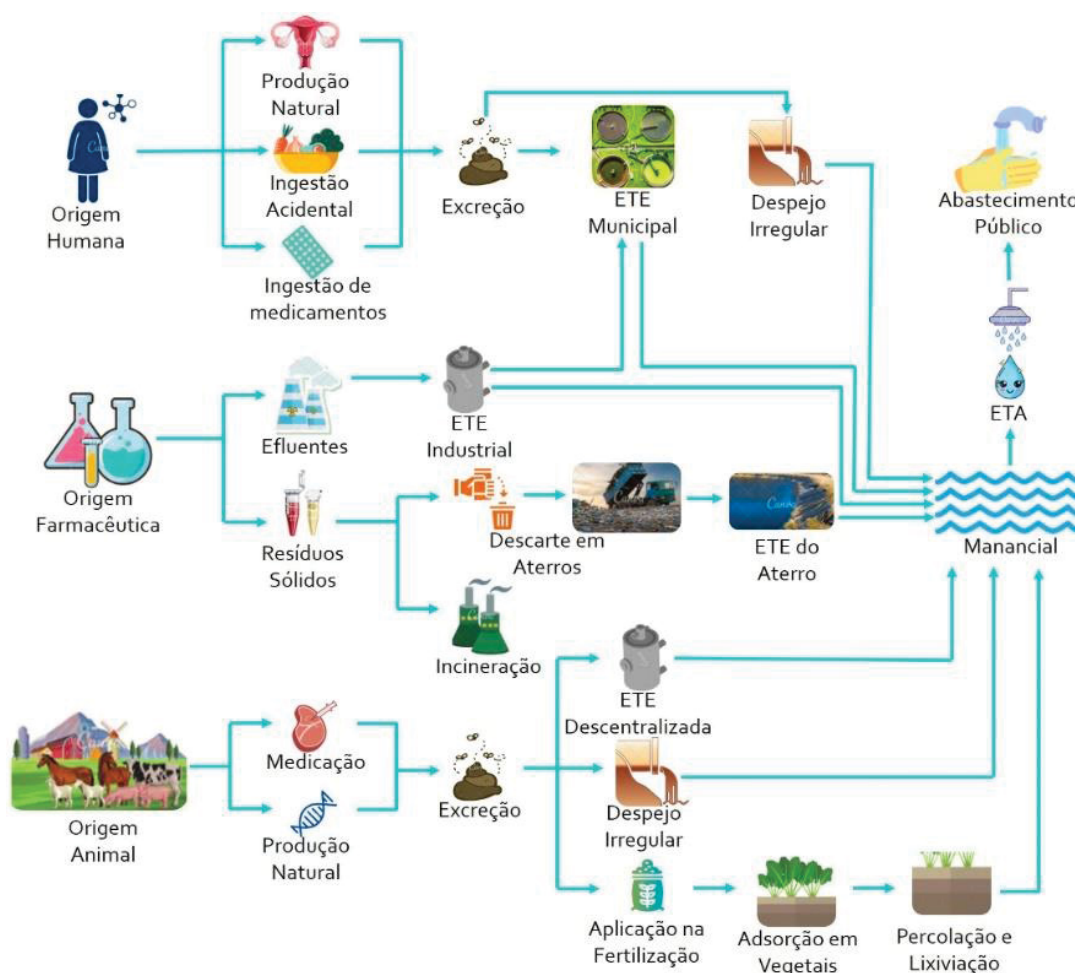 Produção
Natural
Origem
Humana
Ingestão
Acidental
Ingestão de
medicamentos
Excreção
ETE
Municipal
Despejo
Irregular
Abastecimento
Público
ETA
Manancial
Origem
Farmacêutica
Efluentes
ETE
Industrial
Resíduos
Sólidos
Descarte em
Aterros
ETE do
Aterro
Incineração
Origem
Animal
Medicação
Produção
Natural
Excreção
ETE
Descentralizada
Despejo
Irregular
Aplicação na
Fertilização
Adsorção em
Vegetais
Percolação e
Lixiviação